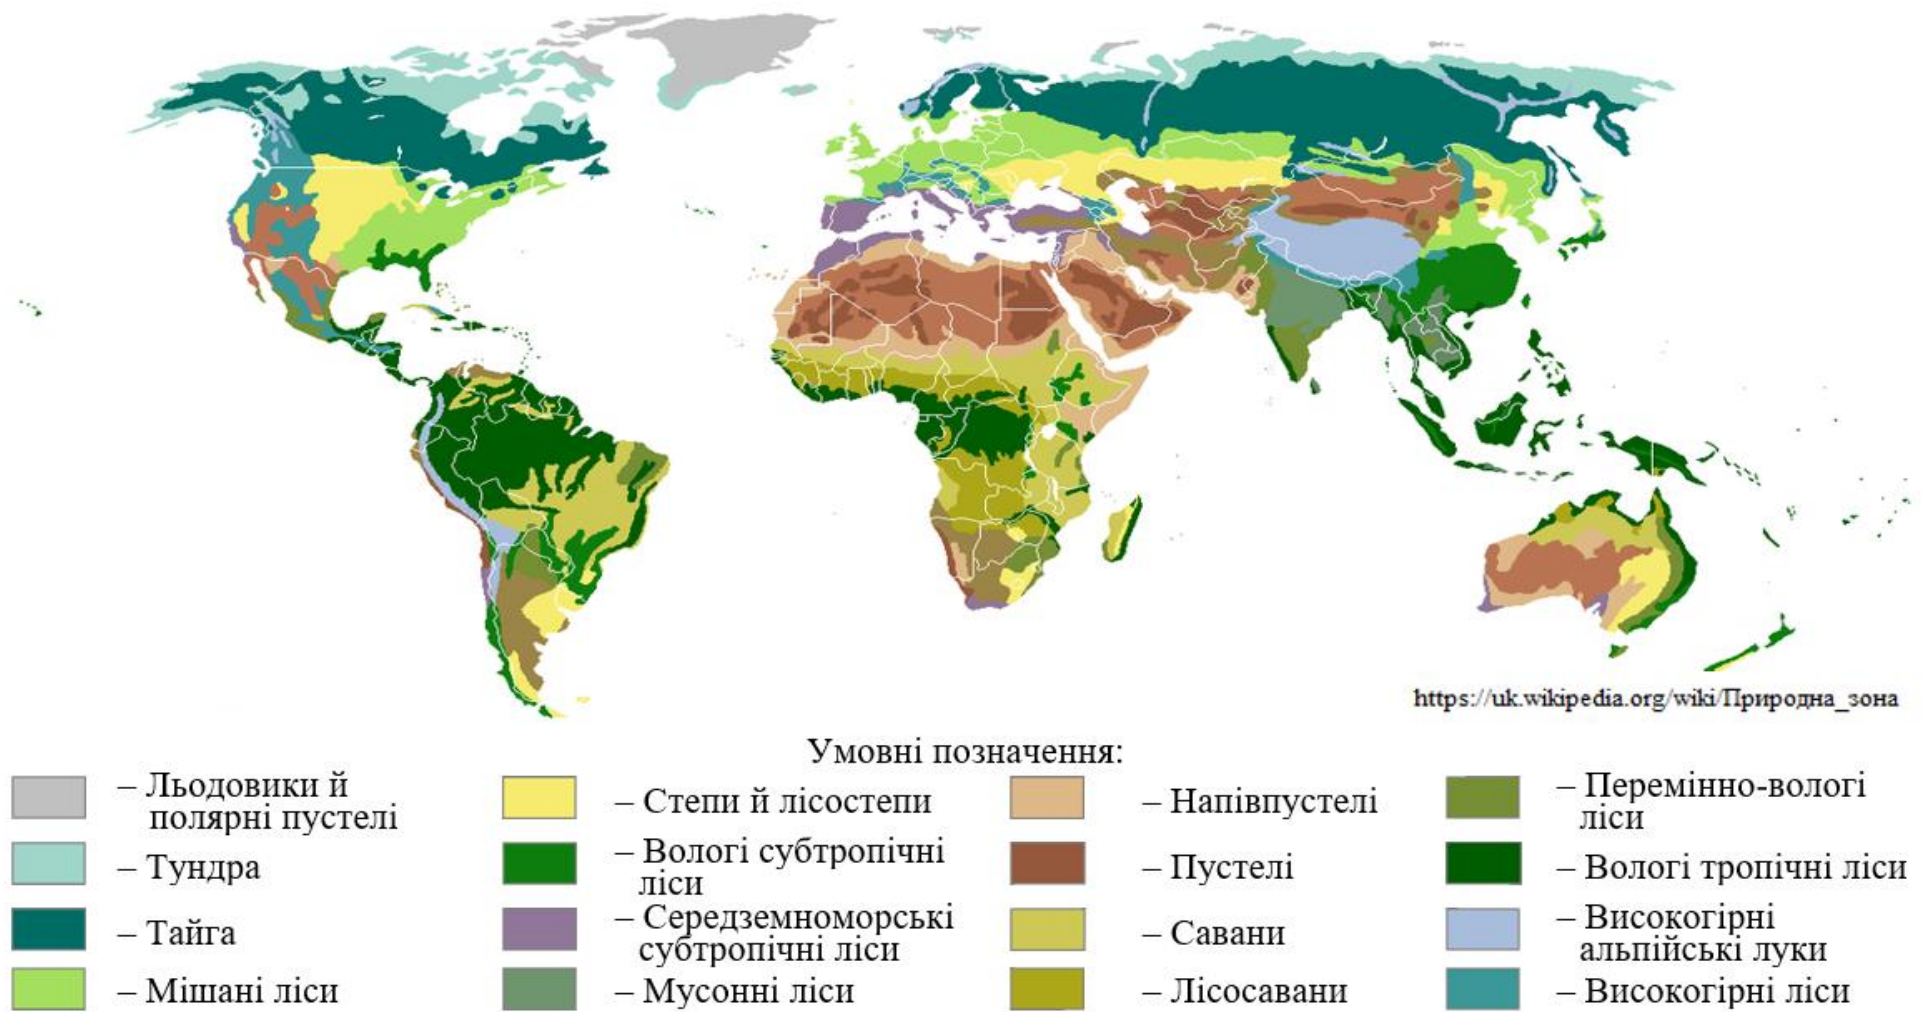 https://uk.wikipedia.org/wiki/Природна_зона
Умовні позначення:
– Льодовики й
полярні пустелі
– Тундра
– Тайга
– Мішані ліси
– Степи й лісостепи
– Вологі субтропічні
ліси
– Середземноморські
субтропічні ліси
– Мусонні ліси
– Напівпустелі
– Пустелі
– Савани
– Лісосавани
– Перемінно-вологі
ліси
– Вологі тропічні ліси
– Високогірні
альпійські луки
– Високогірні ліси